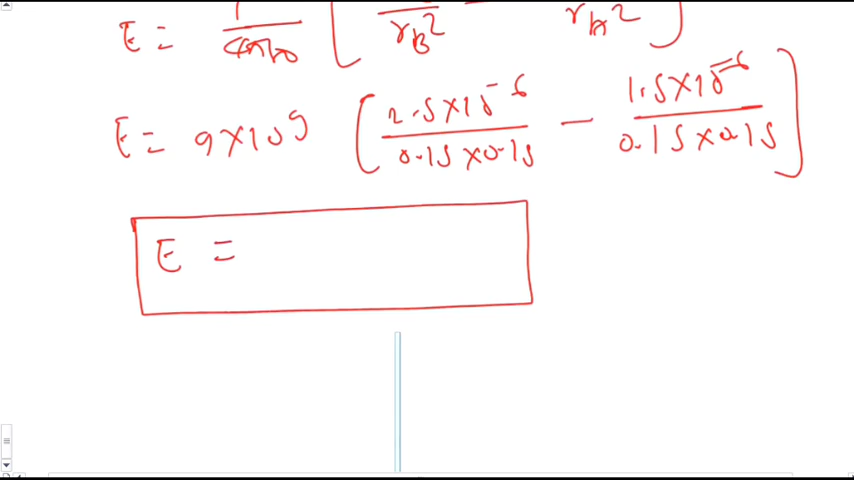 E = 1/4πε0 [ /rB² - /rA² ]
E = 9×10⁹ [ 2.5×10⁻⁶/0.15×0.15 − 1.5×10⁻⁶/0.15×0.15 ]
E =